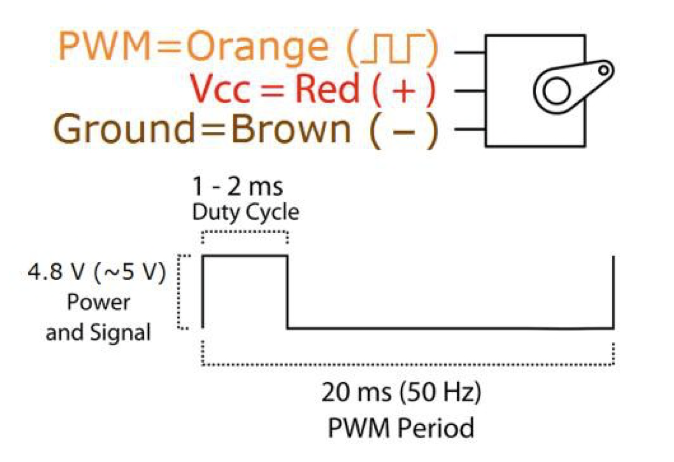 PWM=Orange (⎍⎍)
Vcc = Red ( + )
Ground=Brown ( – )
1 - 2 ms
Duty Cycle
4.8 V (~5 V)
Power
and Signal
20 ms (50 Hz)
PWM Period